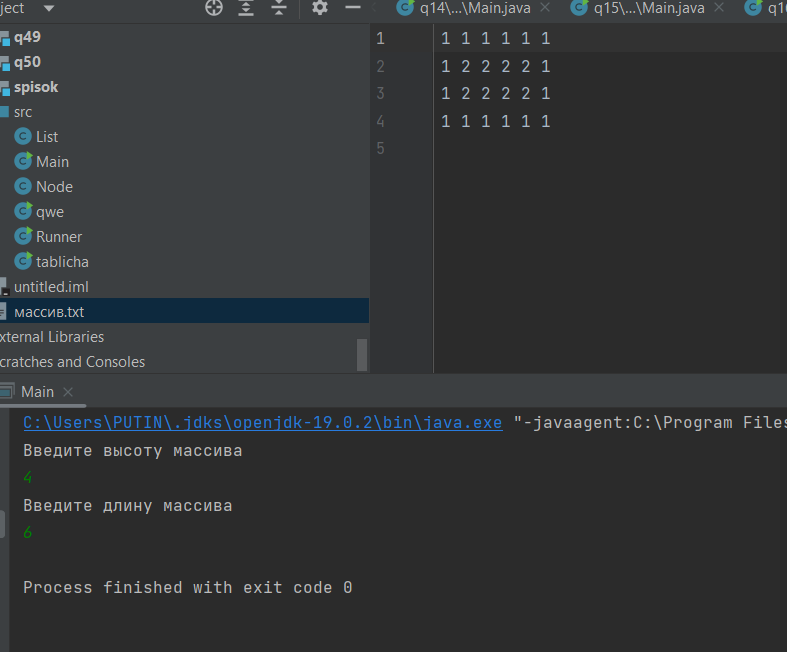 ject
q14\...\Main.java
q15\...\Main.java
q16
q49
q50
spisok
src
List
Main
Node
qwe
Runner
tablicha
untitled.iml
массив.txt
xternal Libraries
cratches and Consoles
1 1 1 1 1 1 1
2 1 2 2 2 2 1
3 1 2 2 2 2 1
4 1 1 1 1 1 1
5
Main
C:\Users\PUTIN\.jdks\openjdk-19.0.2\bin\java.exe "-javaagent:C:\Program Files
Введите высоту массива
4
Введите длину массива
6
Process finished with exit code 0